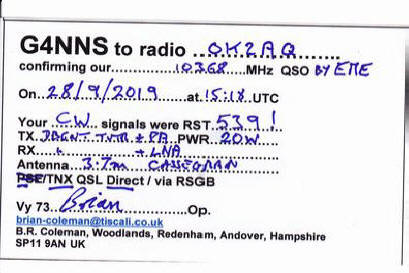 G4NNS to radio ..OK2AQ..
confirming our.....10368.....MHz QSO BY EME
On..28/9/2019....at.15:18..UTC
Your ..CW.. signals were RST.539!
TX..DB6NT TVTR + PA..PWR..20W
RX.... " + LNA
Antenna...3.7m CASSEGRAIN
PSE/TNX QSL Direct / via RSGB
Vy 73....Brian....Op.
brian-coleman@tiscali.co.uk
B.R. Coleman, Woodlands, Redenham, Andover, Hampshire
SP11 9AN UK